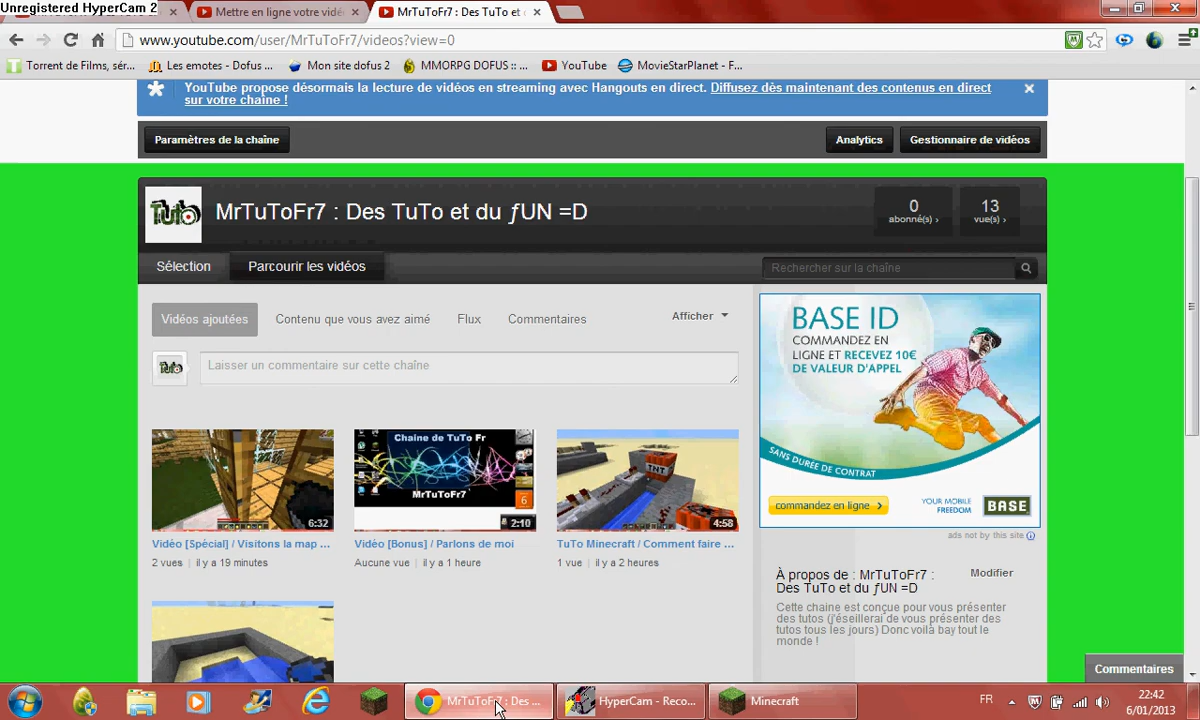 Unregistered HyperCam 2
Mettre en ligne votre vidé
MrTuToFr7 : Des TuTo et
www.youtube.com/user/MrTuToFr7/videos?view=0
Torrent de Films, sér...
Les emotes - Dofus ...
Mon site dofus 2
MMORPG DOFUS :: ...
YouTube
MovieStarPlanet - F...
YouTube propose désormais la lecture de vidéos en streaming avec Hangouts en direct. Diffusez dès maintenant des contenus en direct
sur votre chaîne !
Paramètres de la chaîne
Analytics
Gestionnaire de vidéos
TuTo
MrTuToFr7 : Des TuTo et du ƒUN =D
0
abonné(s) ›
13
vue(s) ›
Sélection
Parcourir les vidéos
Rechercher sur la chaîne
Vidéos ajoutées
Contenu que vous avez aimé
Flux
Commentaires
Afficher
TuTo
Laisser un commentaire sur cette chaîne
6:32
Chaine de TuTo Fr
MrTuToFr7
6
2:10
TNT
4:58
Vidéo [Spécial] / Visitons la map ...
2 vues | il y a 19 minutes
Vidéo [Bonus] / Parlons de moi
Aucune vue | il y a 1 heure
TuTo Minecraft / Comment faire ...
1 vue | il y a 2 heures
BASE ID
COMMANDEZ EN
LIGNE ET RECEVEZ 10€
DE VALEUR D'APPEL
SANS DURÉE DE CONTRAT
commandez en ligne
YOUR MOBILE
FREEDOM
BASE
ads not by this site
À propos de : MrTuToFr7 :
Des TuTo et du ƒUN =D
Modifier
Cette chaine est conçue pour vous présenter
des tutos (j'éseillerai de vous présenter des
tutos tous les jours) Donc voilà bay tout le
monde !
Commentaires
MrTuToFr7 : Des ...
HyperCam - Reco...
Minecraft
FR
22:42
6/01/2013